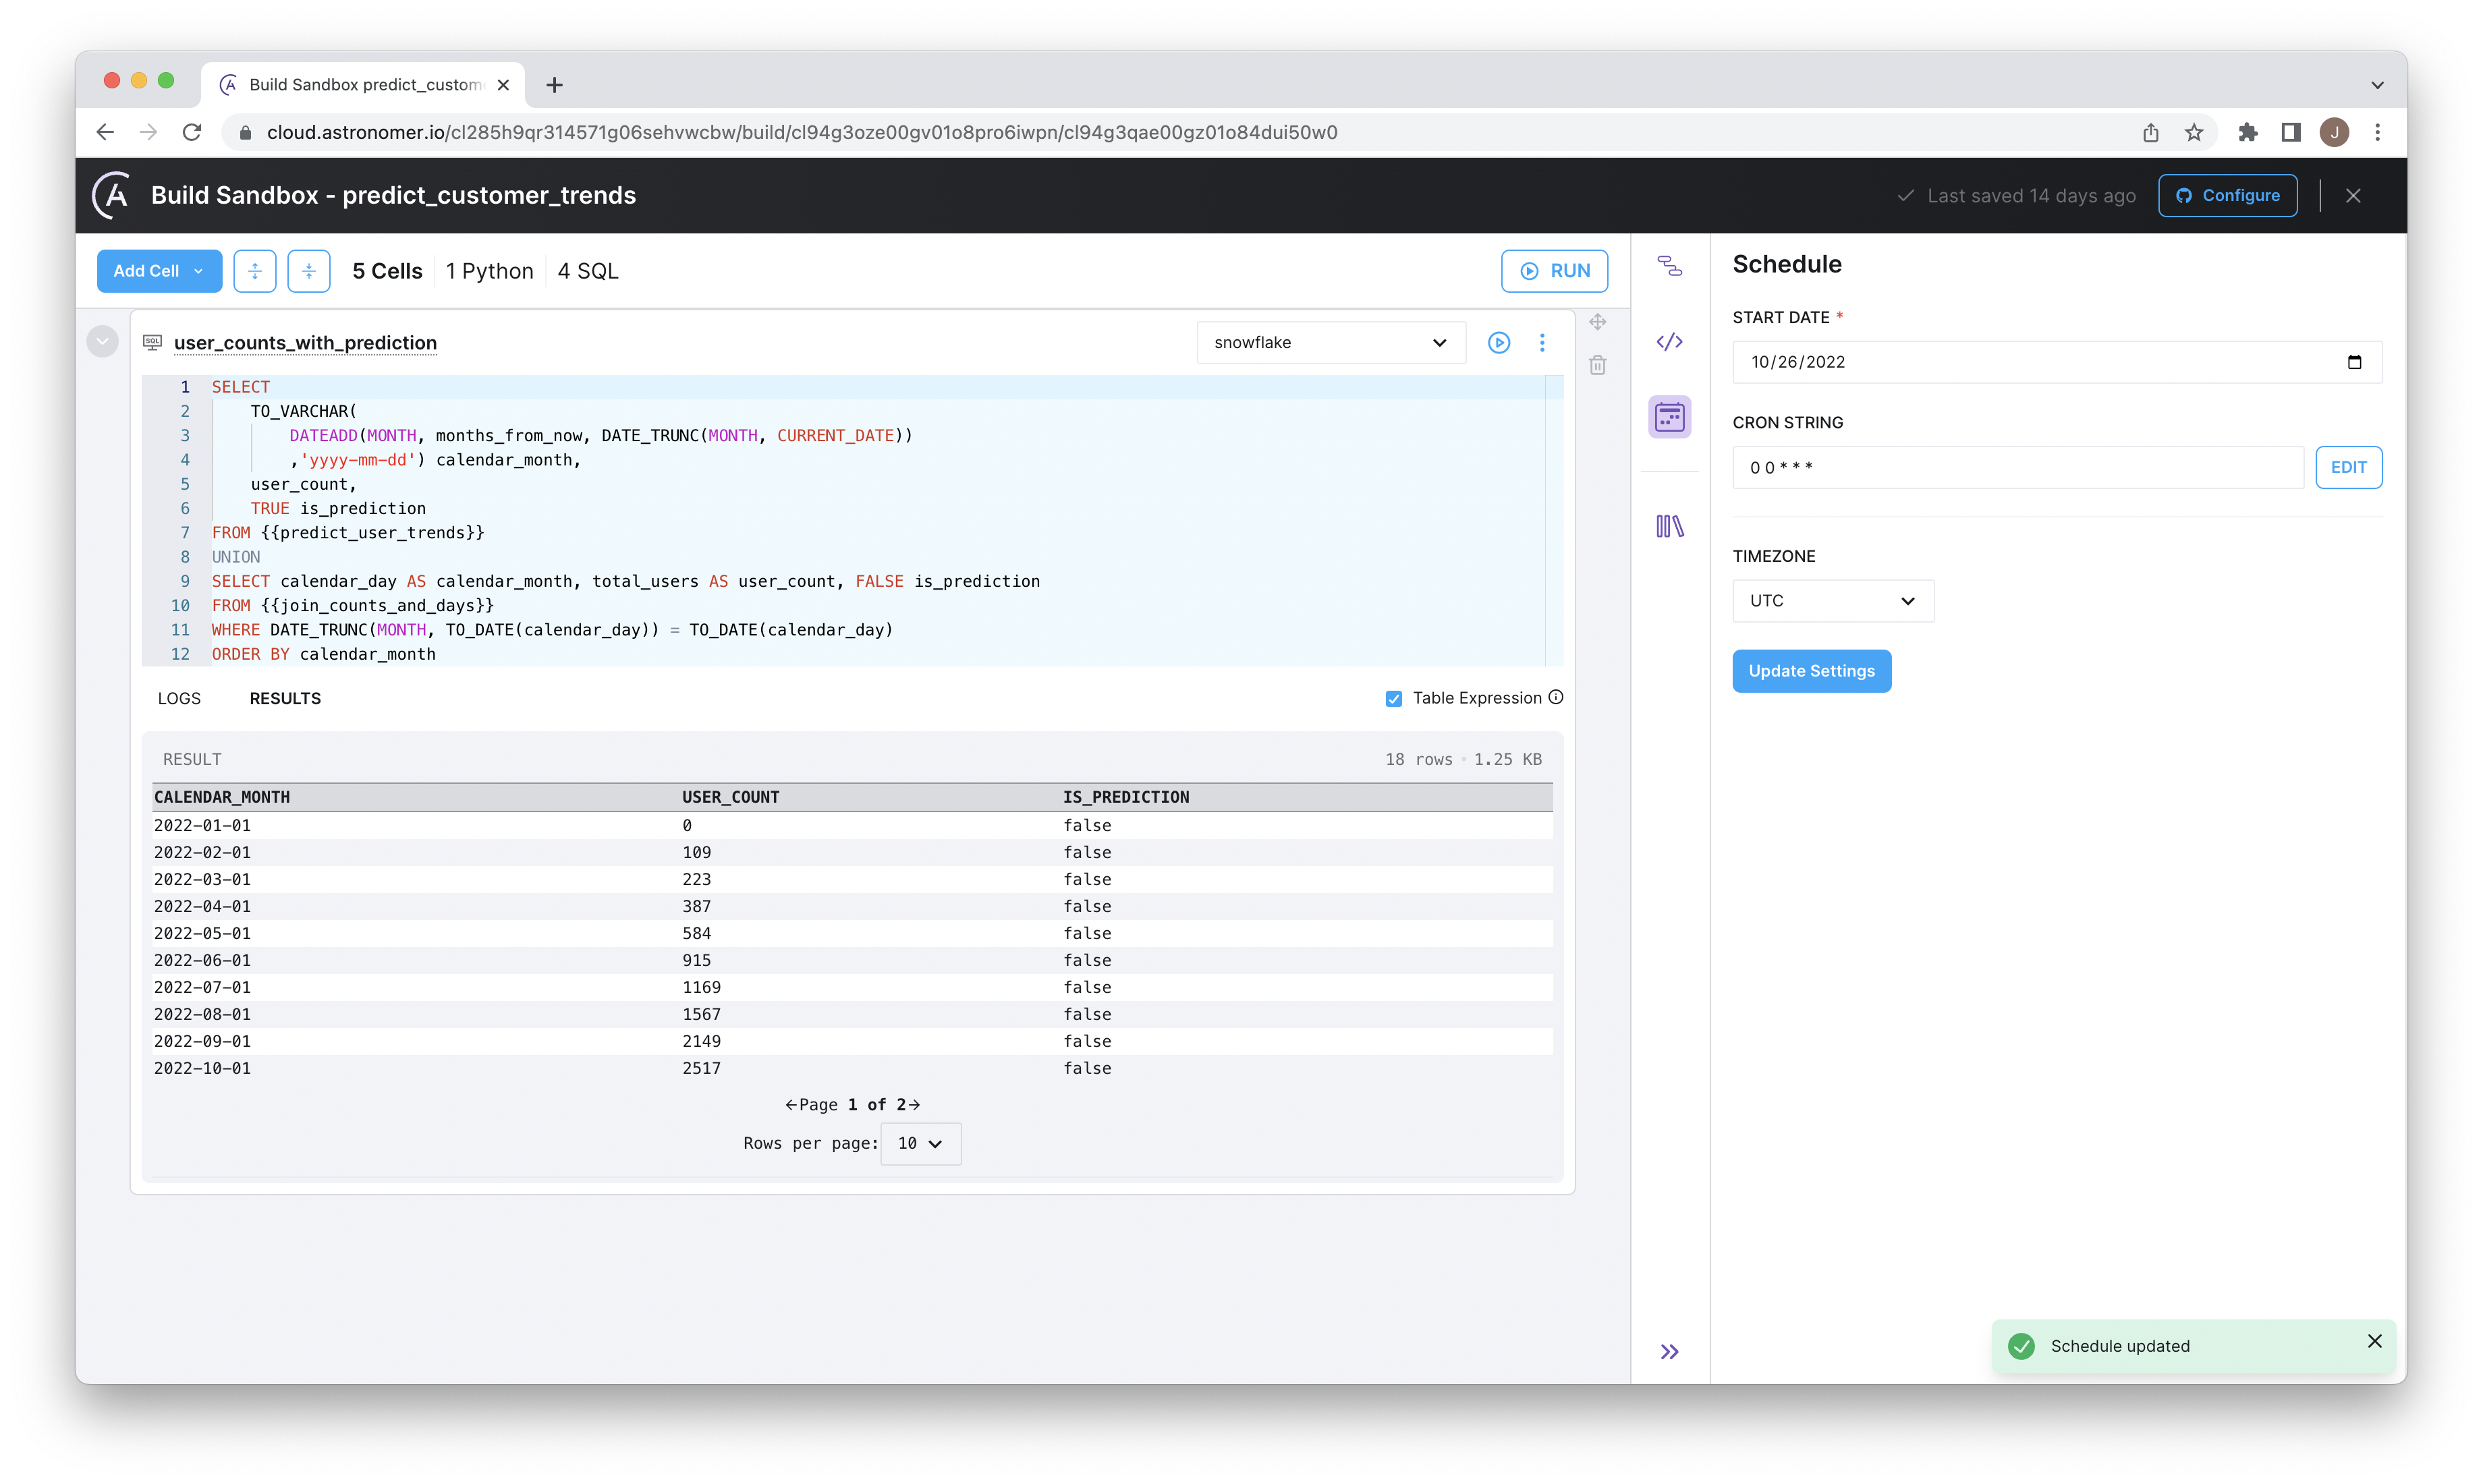 Build Sandbox predict_custom
cloud.astronomer.io/cl285h9qr314571g06sehvwcbw/build/cl94g3oze00gv01o8pro6iwpn/cl94g3qae00gz01o84dui50w0
J
Build Sandbox - predict_customer_trends
Last saved 14 days ago
Configure
Add Cell
5 Cells
1 Python
4 SQL
RUN
SQL
user_counts_with_prediction
snowflake
1 SELECT
2 TO_VARCHAR(
3 DATEADD(MONTH, months_from_now, DATE_TRUNC(MONTH, CURRENT_DATE))
4 ,'yyyy-mm-dd') calendar_month,
5 user_count,
6 TRUE is_prediction
7 FROM {{predict_user_trends}}
8 UNION
9 SELECT calendar_day AS calendar_month, total_users AS user_count, FALSE is_prediction
10 FROM {{join_counts_and_days}}
11 WHERE DATE_TRUNC(MONTH, TO_DATE(calendar_day)) = TO_DATE(calendar_day)
12 ORDER BY calendar_month
LOGS
RESULTS
Table Expression
RESULT
18 rows • 1.25 KB
CALENDAR_MONTH USER_COUNT IS_PREDICTION
2022-01-01 0 false
2022-02-01 109 false
2022-03-01 223 false
2022-04-01 387 false
2022-05-01 584 false
2022-06-01 915 false
2022-07-01 1169 false
2022-08-01 1567 false
2022-09-01 2149 false
2022-10-01 2517 false
←Page 1 of 2→
Rows per page: 10
Schedule
START DATE *
10/26/2022
CRON STRING
0 0 * * *
EDIT
TIMEZONE
UTC
Update Settings
Schedule updated